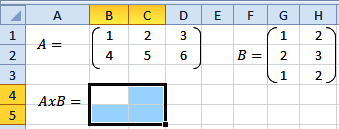 A B C D E F G H
1 1 2 3 1 2
A =
2 4 5 6 B = 2 3
3 1 2
4
AxB =
5